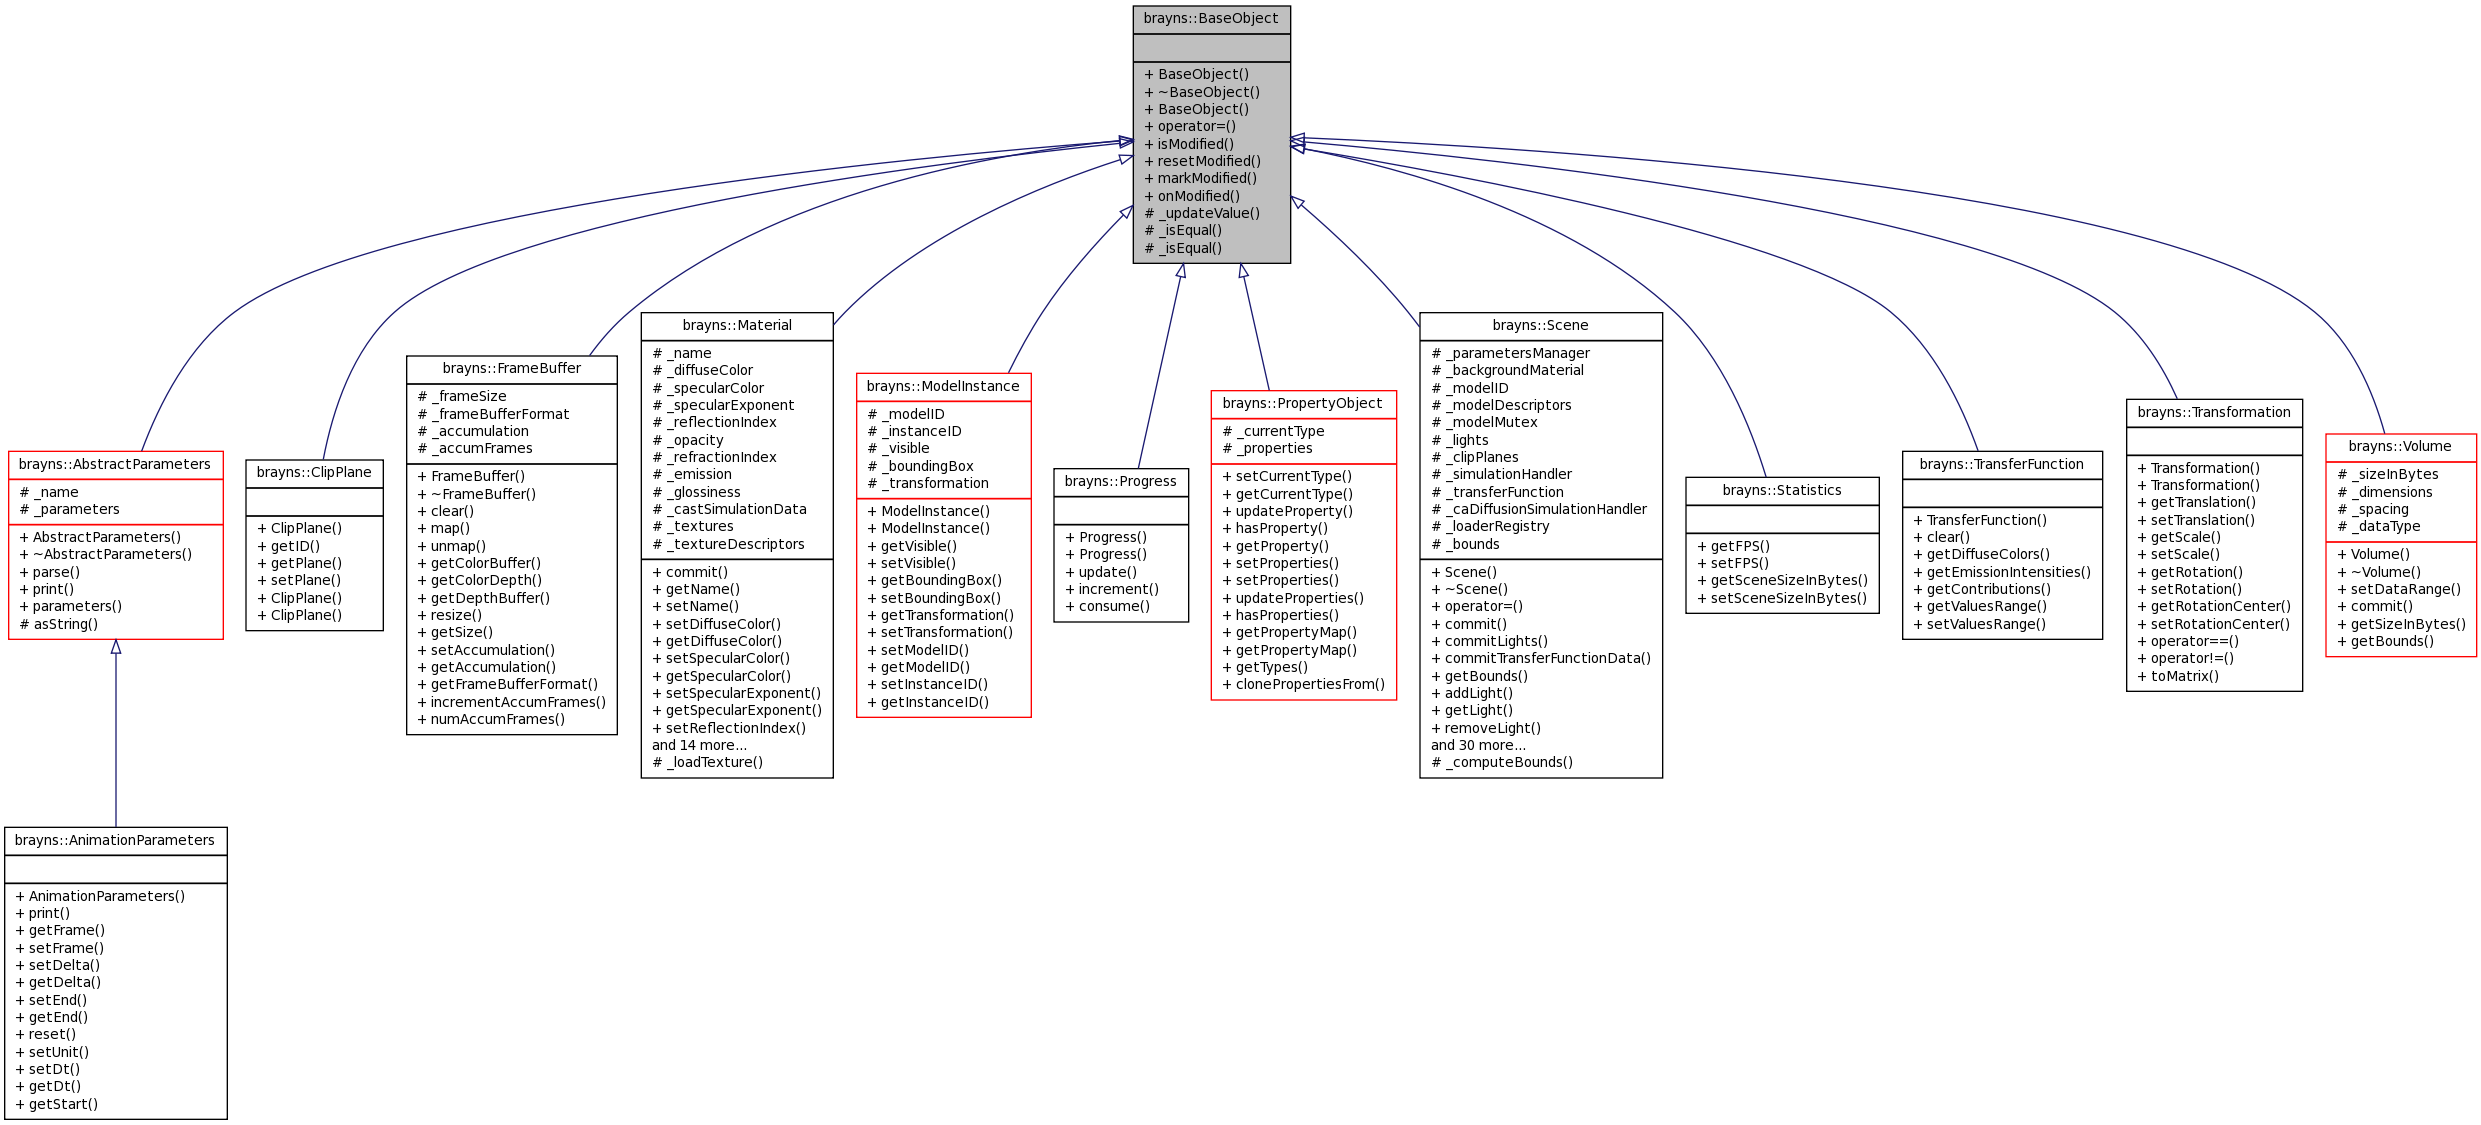 brayns::BaseObject
+ BaseObject()
+ ~BaseObject()
+ BaseObject()
+ operator=()
+ isModified()
+ resetModified()
+ markModified()
+ onModified()
# _updateValue()
# _isEqual()
# _isEqual()
brayns::AbstractParameters
# _name
# _parameters
+ AbstractParameters()
+ ~AbstractParameters()
+ parse()
+ print()
+ parameters()
# asString()
brayns::ClipPlane
+ ClipPlane()
+ getID()
+ getPlane()
+ setPlane()
+ ClipPlane()
+ ClipPlane()
brayns::FrameBuffer
# _frameSize
# _frameBufferFormat
# _accumulation
# _accumFrames
+ FrameBuffer()
+ ~FrameBuffer()
+ clear()
+ map()
+ unmap()
+ getColorBuffer()
+ getColorDepth()
+ getDepthBuffer()
+ resize()
+ getSize()
+ setAccumulation()
+ getAccumulation()
+ getFrameBufferFormat()
+ incrementAccumFrames()
+ numAccumFrames()
brayns::Material
# _name
# _diffuseColor
# _specularColor
# _specularExponent
# _reflectionIndex
# _opacity
# _refractionIndex
# _emission
# _glossiness
# _castSimulationData
# _textures
# _textureDescriptors
+ commit()
+ getName()
+ setName()
+ setDiffuseColor()
+ getDiffuseColor()
+ setSpecularColor()
+ getSpecularColor()
+ setSpecularExponent()
+ getSpecularExponent()
+ setReflectionIndex()
and 14 more...
# _loadTexture()
brayns::ModelInstance
# _modelID
# _instanceID
# _visible
# _boundingBox
# _transformation
+ ModelInstance()
+ ModelInstance()
+ getVisible()
+ setVisible()
+ getBoundingBox()
+ setBoundingBox()
+ getTransformation()
+ setTransformation()
+ setModelID()
+ getModelID()
+ setInstanceID()
+ getInstanceID()
brayns::Progress
+ Progress()
+ Progress()
+ update()
+ increment()
+ consume()
brayns::PropertyObject
# _currentType
# _properties
+ setCurrentType()
+ getCurrentType()
+ updateProperty()
+ hasProperty()
+ getProperty()
+ setProperties()
+ setProperties()
+ updateProperties()
+ hasProperties()
+ getPropertyMap()
+ getPropertyMap()
+ getTypes()
+ clonePropertiesFrom()
brayns::Scene
# _parametersManager
# _backgroundMaterial
# _modelID
# _modelDescriptors
# _modelMutex
# _lights
# _clipPlanes
# _simulationHandler
# _transferFunction
# _caDiffusionSimulationHandler
# _loaderRegistry
# _bounds
+ Scene()
+ ~Scene()
+ operator=()
+ commit()
+ commitLights()
+ commitTransferFunctionData()
+ getBounds()
+ addLight()
+ getLight()
+ removeLight()
and 30 more...
# _computeBounds()
brayns::Statistics
+ getFPS()
+ setFPS()
+ getSceneSizeInBytes()
+ setSceneSizeInBytes()
brayns::TransferFunction
+ TransferFunction()
+ clear()
+ getDiffuseColors()
+ getEmissionIntensities()
+ getContributions()
+ getValuesRange()
+ setValuesRange()
brayns::Transformation
+ Transformation()
+ Transformation()
+ getTranslation()
+ setTranslation()
+ getScale()
+ setScale()
+ getRotation()
+ setRotation()
+ getRotationCenter()
+ setRotationCenter()
+ operator==()
+ operator!=()
+ toMatrix()
brayns::Volume
# _sizeInBytes
# _dimensions
# _spacing
# _dataType
+ Volume()
+ ~Volume()
+ setDataRange()
+ commit()
+ getSizeInBytes()
+ getBounds()
brayns::AnimationParameters
+ AnimationParameters()
+ print()
+ getFrame()
+ setFrame()
+ setDelta()
+ getDelta()
+ setEnd()
+ getEnd()
+ reset()
+ setUnit()
+ setDt()
+ getDt()
+ getStart()